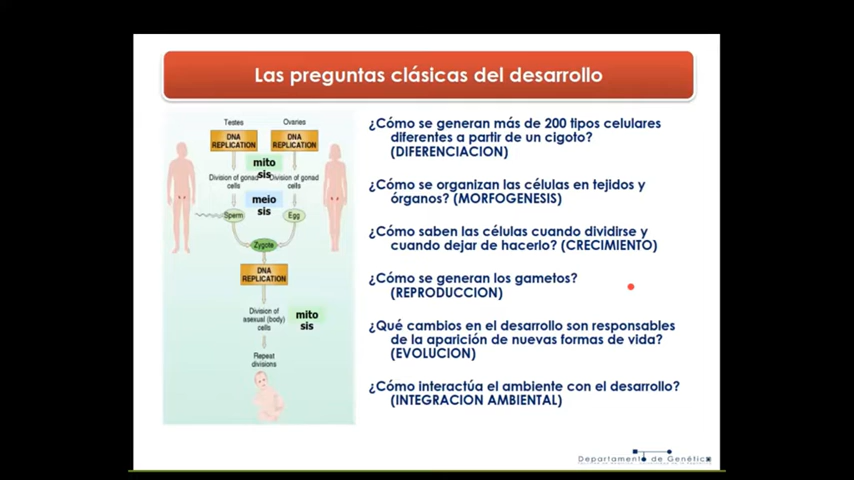 Las preguntas clásicas del desarrollo
Testes
Ovaries
DNA
REPLICATION
DNA
REPLICATION
mito
sis
Division of gonad
cells
Division of gonad
cells
meio
sis
Sperm
Egg
Zygote
DNA
REPLICATION
Division of
asexual (body)
cells
mito
sis
Repeat
divisions
¿Cómo se generan más de 200 tipos celulares
diferentes a partir de un cigoto?
(DIFERENCIACION)
¿Cómo se organizan las células en tejidos y
órganos? (MORFOGENESIS)
¿Cómo saben las células cuando dividirse y
cuando dejar de hacerlo? (CRECIMIENTO)
¿Cómo se generan los gametos?
(REPRODUCCION)
¿Qué cambios en el desarrollo son responsables
de la aparición de nuevas formas de vida?
(EVOLUCION)
¿Cómo interactúa el ambiente con el desarrollo?
(INTEGRACION AMBIENTAL)
Departamento de Genética